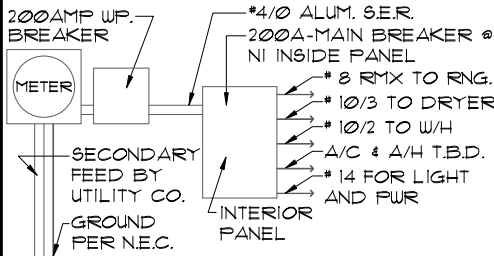 200AMP WP.
BREAKER
#4/0 ALUM. S.E.R.
200A-MAIN BREAKER @
N1 INSIDE PANEL
METER
# 8 RMX TO RNG.
# 10/3 TO DRYER
# 10/2 TO W/H
A/C & A/H T.B.D.
# 14 FOR LIGHT
AND PWR
SECONDARY
FEED BY
UTILITY CO.
GROUND
PER N.E.C.
INTERIOR
PANEL